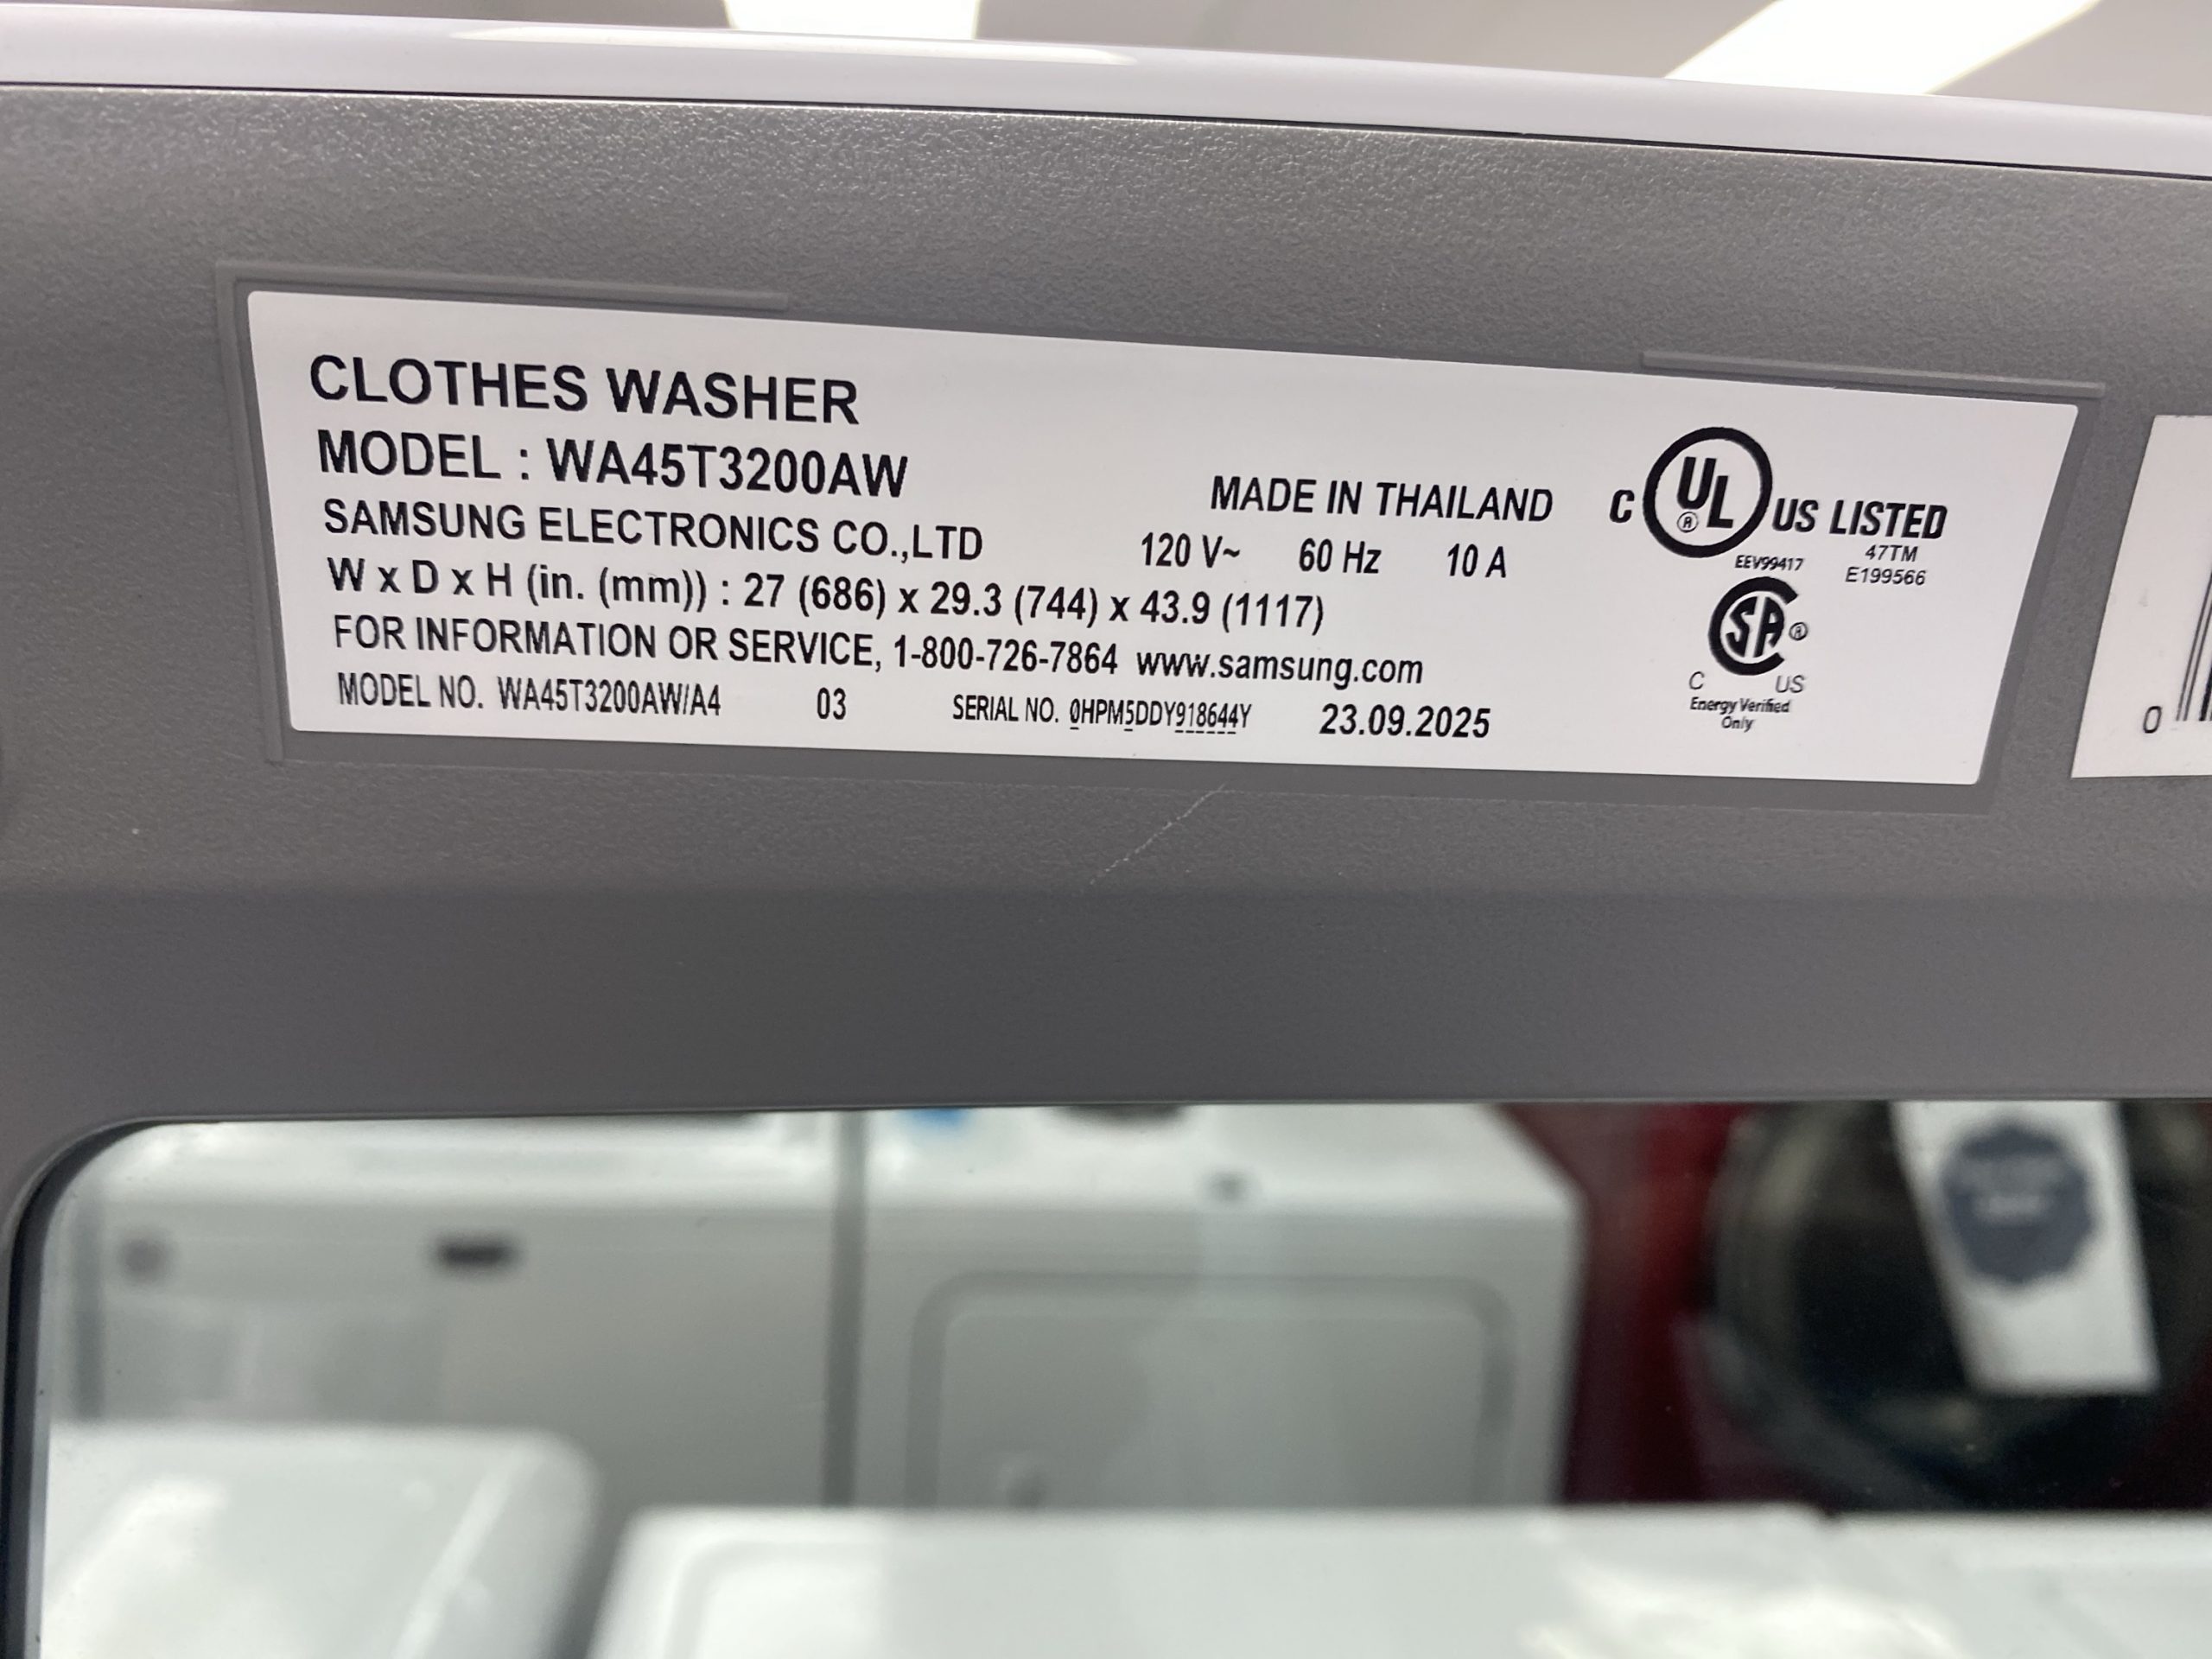 CLOTHES WASHER
MODEL : WA45T3200AW
SAMSUNG ELECTRONICS CO.,LTD
MADE IN THAILAND
120 V~ 60 Hz 10 A
W x D x H (in. (mm)) : 27 (686) x 29.3 (744) x 43.9 (1117)
FOR INFORMATION OR SERVICE, 1-800-726-7864 www.samsung.com
MODEL NO. WA45T3200AW/A4 03 SERIAL NO. 0HPM5DDY918644Y 23.09.2025
C UL ® US LISTED
EEV99417 47TM
E199566
SA ®
C US
Energy Verified
Only
0